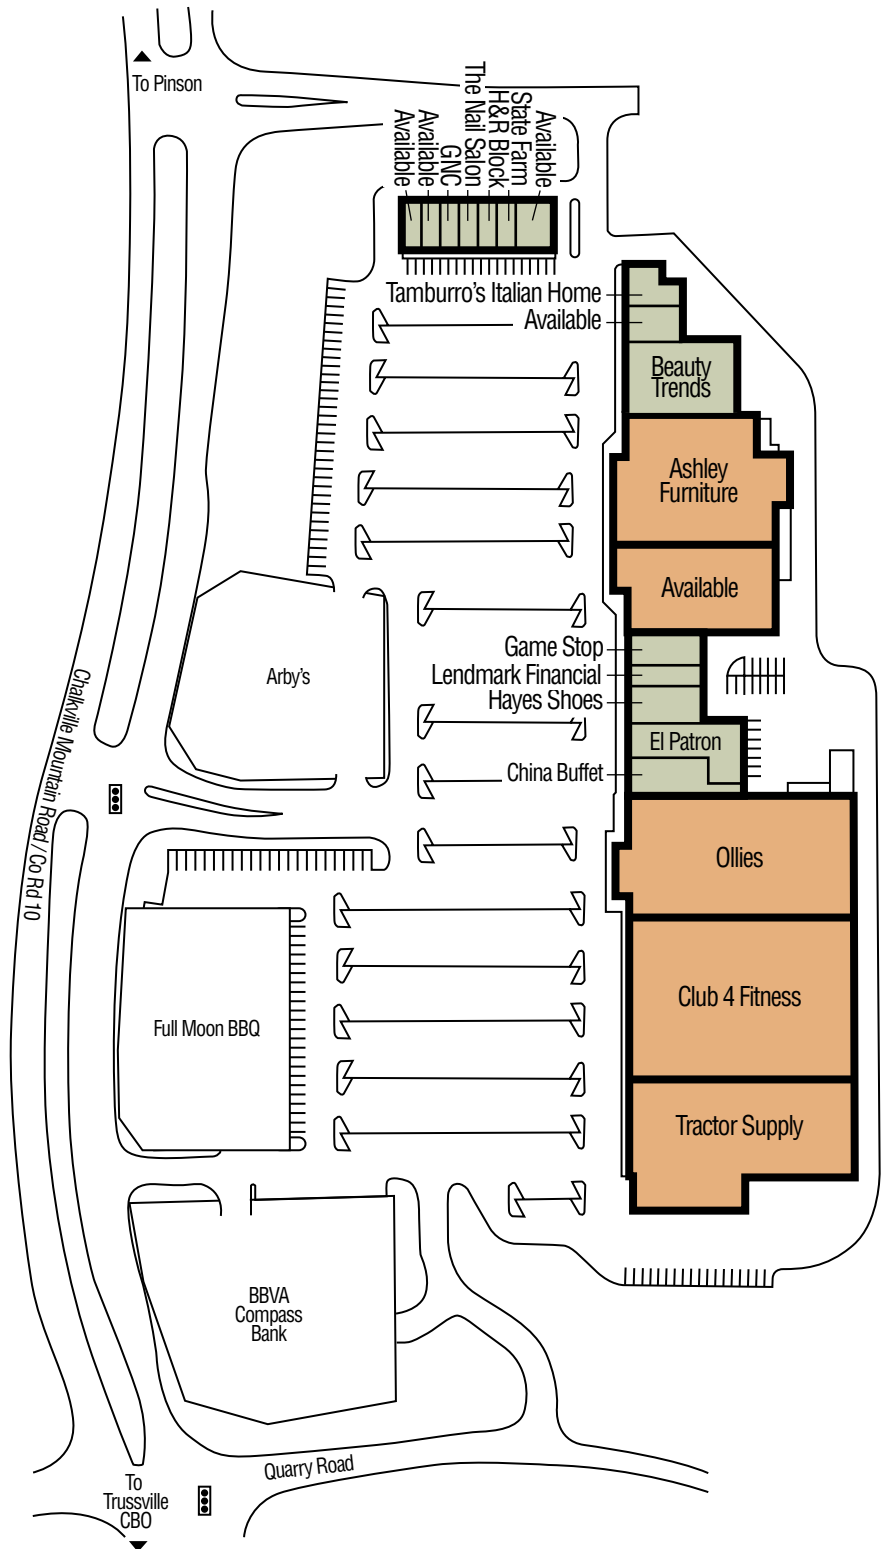 To Pinson
Available
Available
GNC
The Nail Salon
H&R Block
State Farm
Available
Tamburro's Italian Home
Available
Beauty
Trends
Ashley
Furniture
Available
Game Stop
Lendmark Financial
Hayes Shoes
El Patron
China Buffet
Arby's
Chalkville Mountain Road / Co Rd 10
Ollies
Club 4 Fitness
Full Moon BBQ
Tractor Supply
BBVA
Compass
Bank
Quarry Road
To
Trussville
CBO